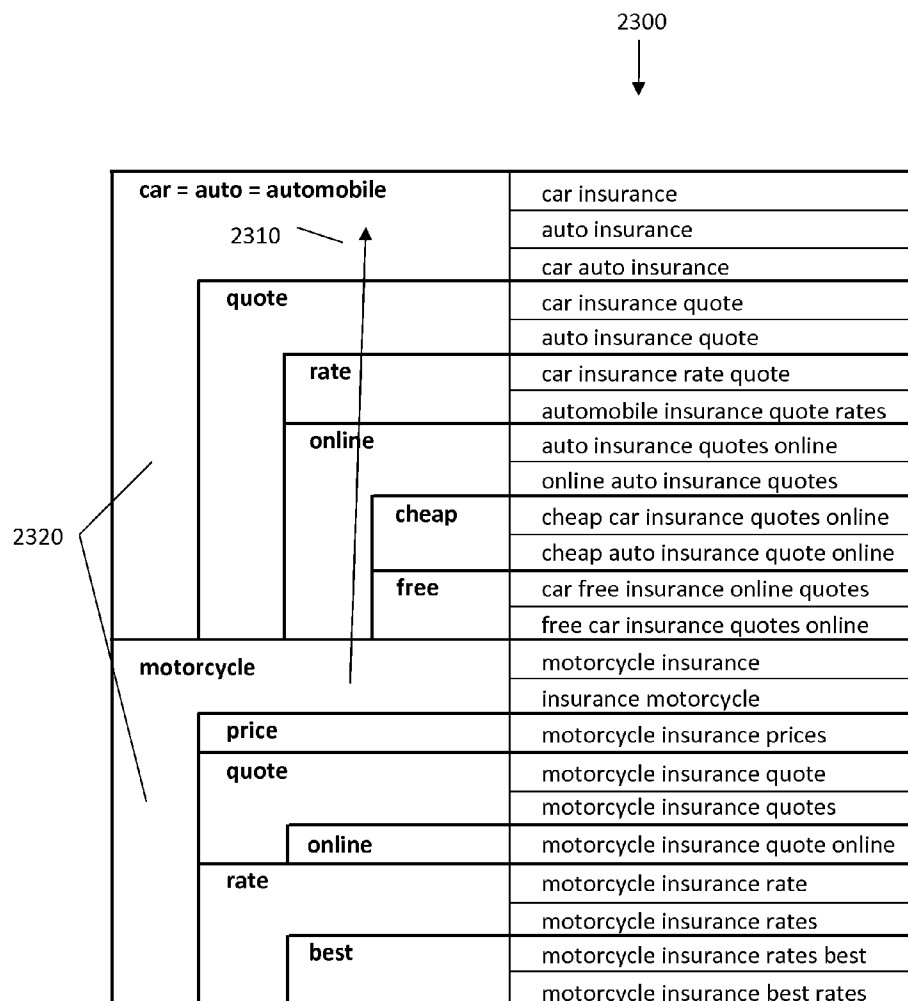 2300
car = auto = automobile
car insurance
2310
auto insurance
car auto insurance
quote
car insurance quote
auto insurance quote
rate
car insurance rate quote
automobile insurance quote rates
online
auto insurance quotes online
online auto insurance quotes
cheap
cheap car insurance quotes online
2320
cheap auto insurance quote online
free
car free insurance online quotes
free car insurance quotes online
motorcycle
motorcycle insurance
insurance motorcycle
price
motorcycle insurance prices
quote
motorcycle insurance quote
motorcycle insurance quotes
online
motorcycle insurance quote online
rate
motorcycle insurance rate
motorcycle insurance rates
best
motorcycle insurance rates best
motorcycle insurance best rates